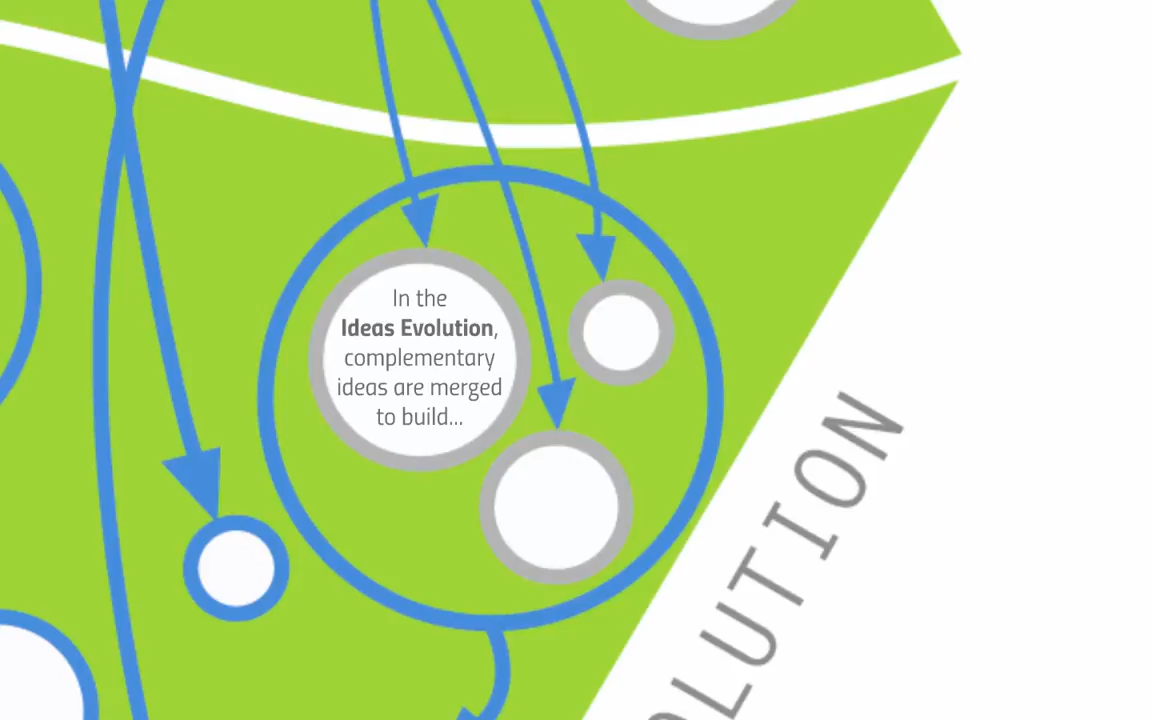 In the
Ideas Evolution,
complementary
ideas are merged
to build...
OLUTION